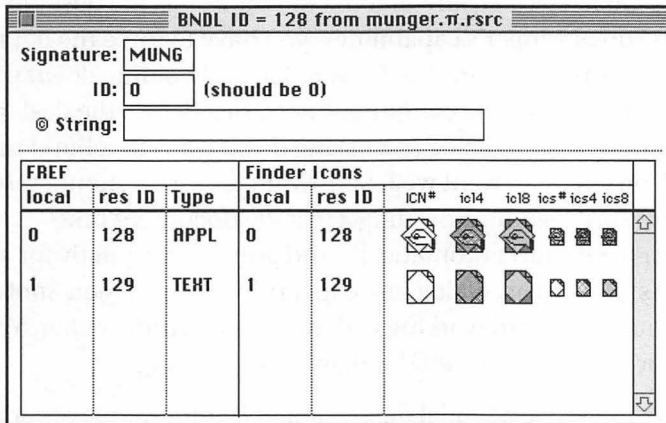 BNDL ID = 128 from munger.π.rsrc
Signature: MUNG
ID: 0 (should be 0)
© String:
FREF Finder Icons
local res ID Type local res ID ICN# icl4 icl8 ics# ics4 ics8
0 128 APPL 0 128
1 129 TEXT 1 129